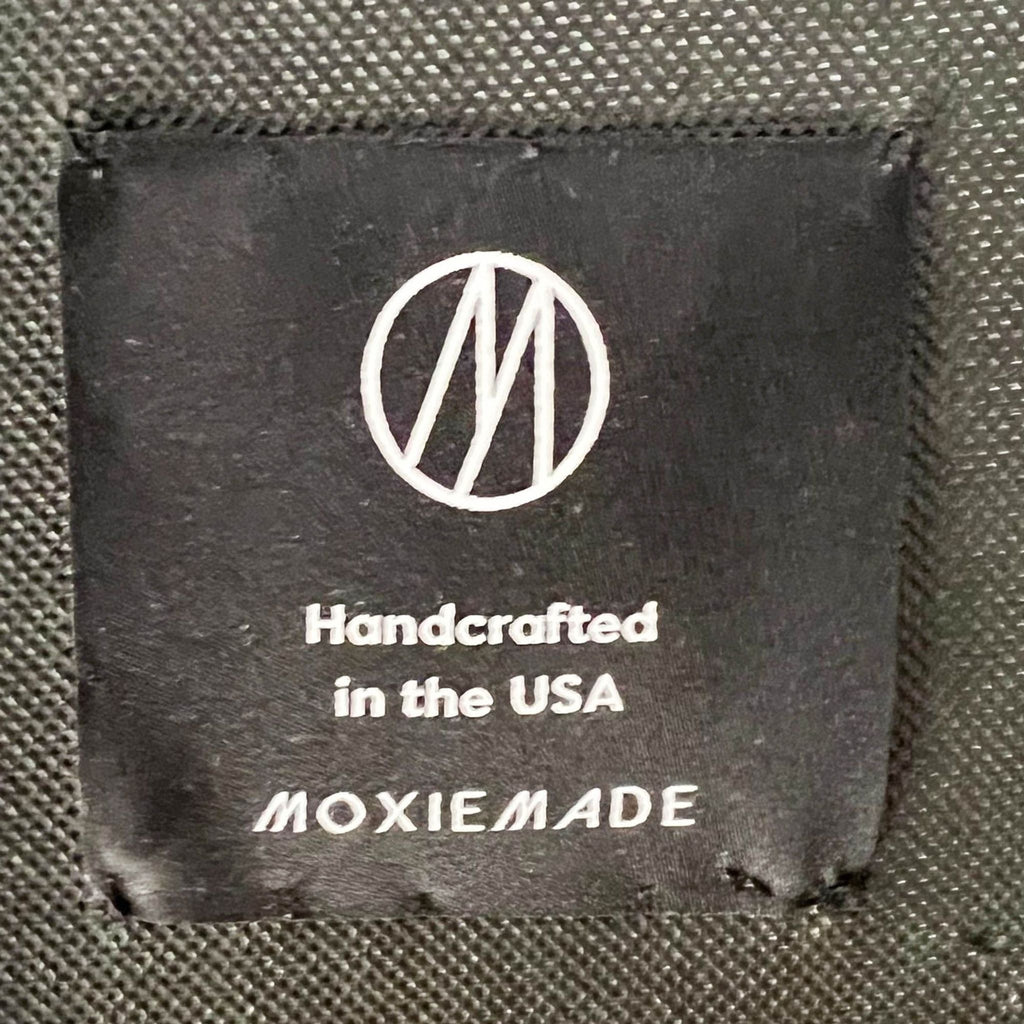 M
Handcrafted
in the USA
MOXIEMADE